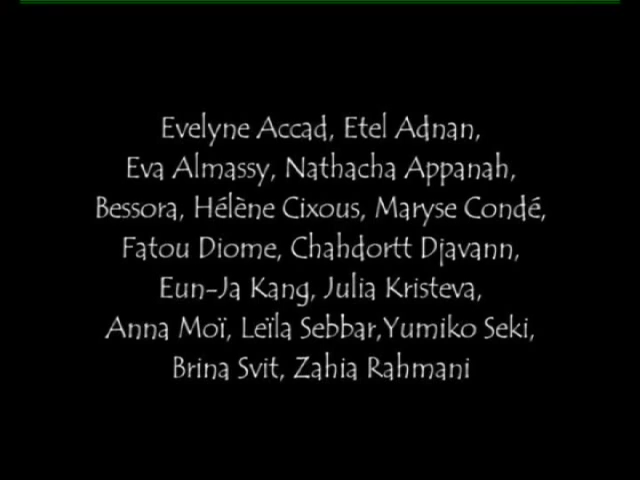 Evelyne Accad, Etel Adnan,
Eva Almassy, Nathacha Appanah,
Bessora, Hélène Cixous, Maryse Condé,
Fatou Diome, Chahdortt Djavann,
Eun-Ja Kang, Julia Kristeva,
Anna Moï, Leïla Sebbar,Yumiko Seki,
Brina Svit, Zahia Rahmani